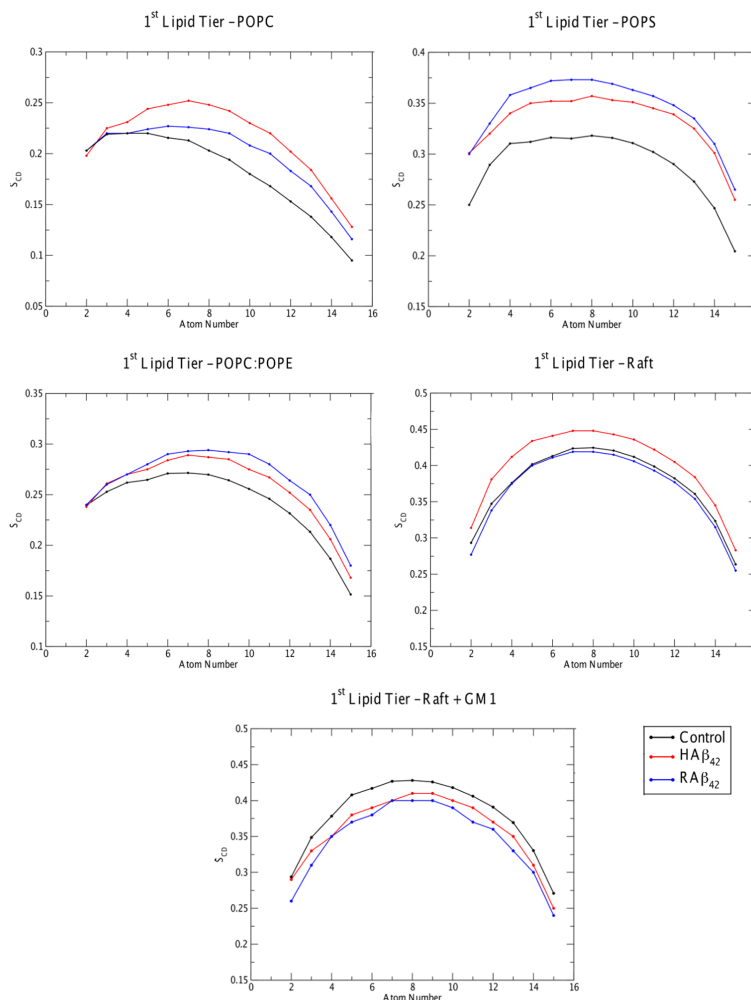 1st Lipid Tier – POPC
0.3
0.25
0.2
0.15
0.1
0.05
SCD
0 2 4 6 8 10 12 14 16
Atom Number
1st Lipid Tier – POPS
0.4
0.35
0.3
0.25
0.2
0.15
SCD
0 2 4 6 8 10 12 14
Atom Number
1st Lipid Tier – POPC:POPE
0.35
0.3
0.25
0.2
0.15
0.1
SCD
0 2 4 6 8 10 12 14 16
Atom Number
1st Lipid Tier – Raft
0.5
0.45
0.4
0.35
0.3
0.25
0.2
0.15
SCD
0 2 4 6 8 10 12 14
Atom Number
1st Lipid Tier – Raft + GM1
0.5
0.45
0.4
0.35
0.3
0.25
0.2
0.15
SCD
0 2 4 6 8 10 12 14 16
Atom Number
Control
HAβ42
RAβ42